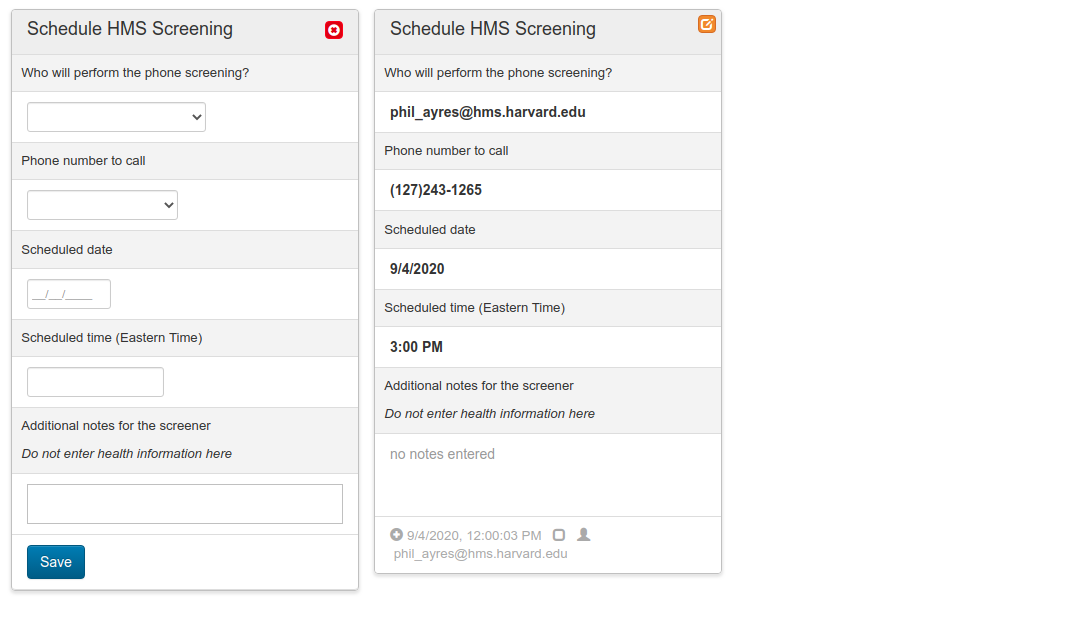 Schedule HMS Screening
Who will perform the phone screening?
Phone number to call
Scheduled date
__/__/____
Scheduled time (Eastern Time)
Additional notes for the screener
Do not enter health information here
Save
Schedule HMS Screening
Who will perform the phone screening?
phil_ayres@hms.harvard.edu
Phone number to call
(127)243-1265
Scheduled date
9/4/2020
Scheduled time (Eastern Time)
3:00 PM
Additional notes for the screener
Do not enter health information here
no notes entered
9/4/2020, 12:00:03 PM
phil_ayres@hms.harvard.edu